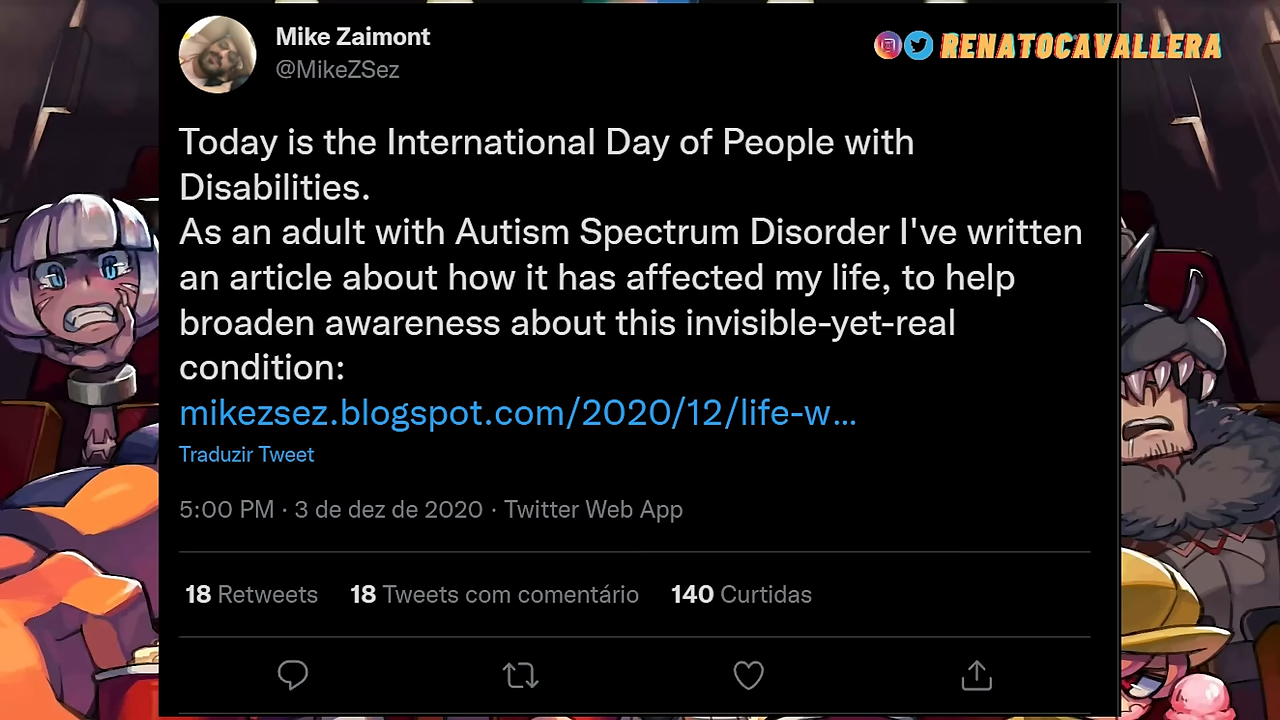 Mike Zaimont
@MikeZSez
RENATOCAVALLERA
Today is the International Day of People with
Disabilities.
As an adult with Autism Spectrum Disorder I've written
an article about how it has affected my life, to help
broaden awareness about this invisible-yet-real
condition:
mikezsez.blogspot.com/2020/12/life-w...
Traduzir Tweet
5:00 PM · 3 de dez de 2020 · Twitter Web App
18 Retweets 18 Tweets com comentário 140 Curtidas